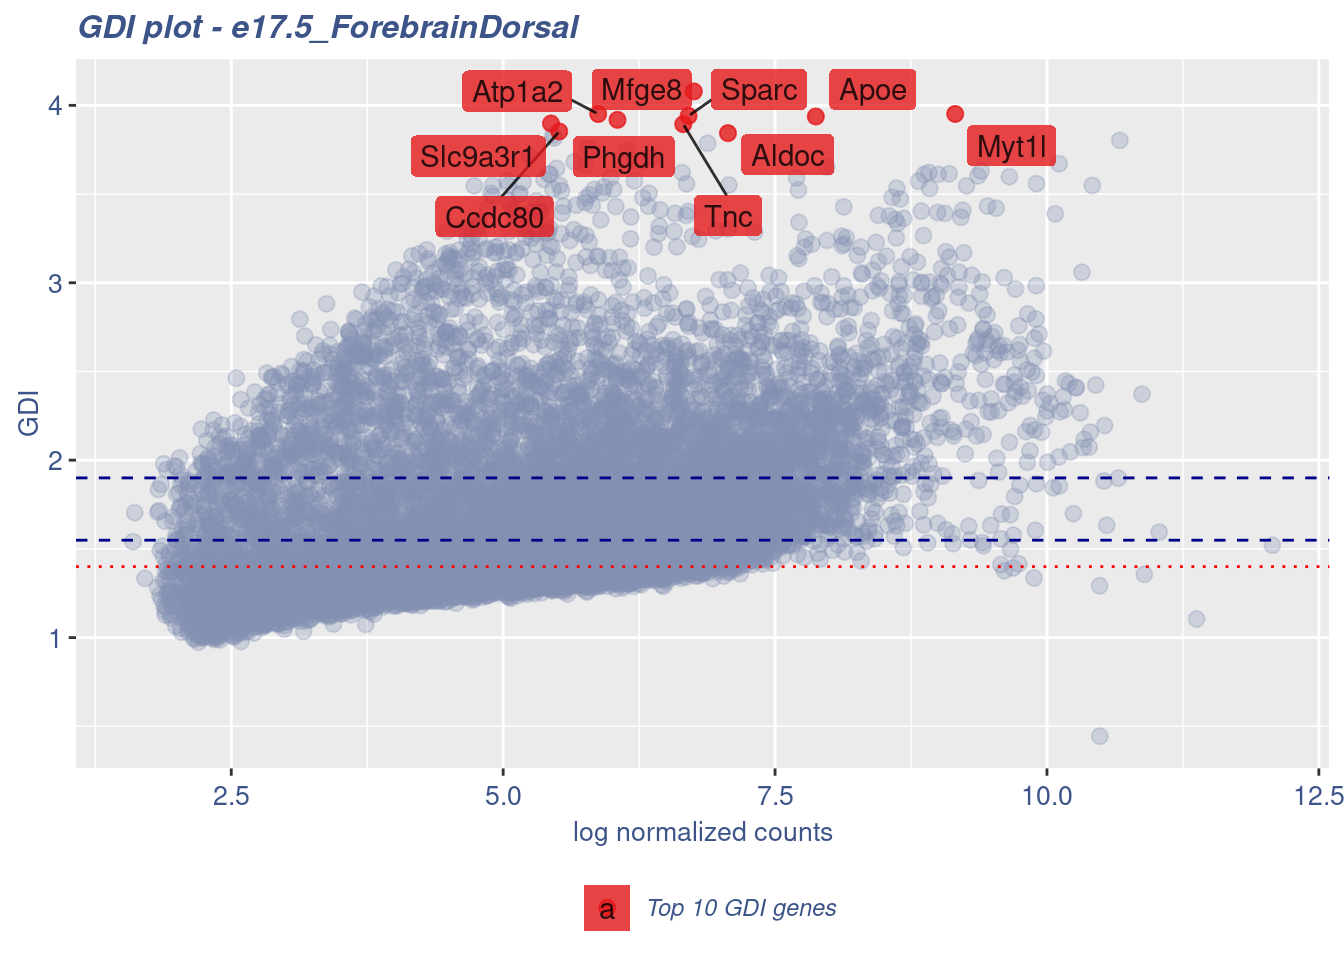 GDI plot - e17.5_ForebrainDorsal
Atp1a2
Mfge8
Sparc
Apoe
Slc9a3r1
Phgdh
Aldoc
Myt1l
Ccdc80
Tnc
4
3
2
1
GDI
2.5
5.0
7.5
10.0
12.5
log normalized counts
a
Top 10 GDI genes